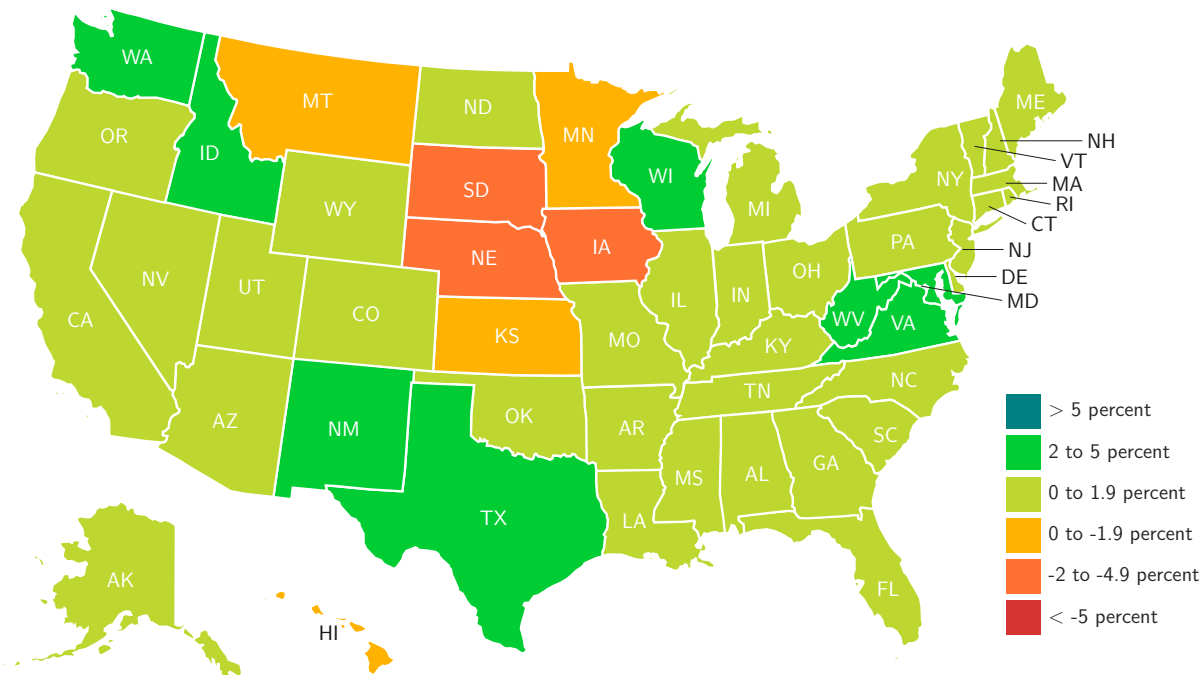 WA
MT
ND
MN
ME
OR
ID
NH
VT
WI
NY
SD
MA
RI
WY
MI
CT
PA
NJ
IA
NE
OH
DE
NV
UT
IL
IN
MD
CA
CO
WV
VA
KS
MO
KY
NC
TN
OK
AZ
NM
AR
SC
GA
MS
AL
TX
LA
AK
FL
HI
> 5 percent
2 to 5 percent
0 to 1.9 percent
0 to -1.9 percent
-2 to -4.9 percent
< -5 percent